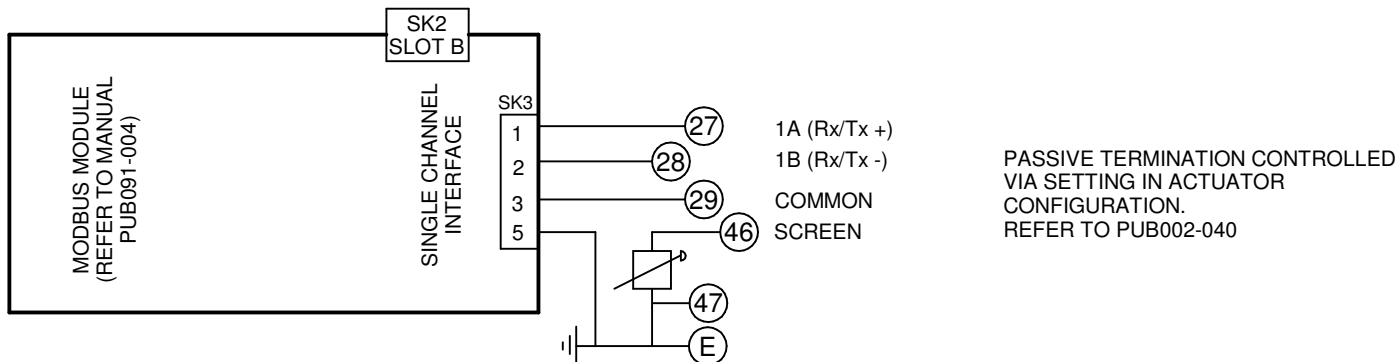 SK2
SLOT B
MODBUS MODULE
(REFER TO MANUAL
PUB091-004)
SINGLE CHANNEL
INTERFACE
SK3
1
2
3
5
27
1A (Rx/Tx +)
28
1B (Rx/Tx -)
29
COMMON
46
SCREEN
47
E
PASSIVE TERMINATION CONTROLLED
VIA SETTING IN ACTUATOR
CONFIGURATION.
REFER TO PUB002-040